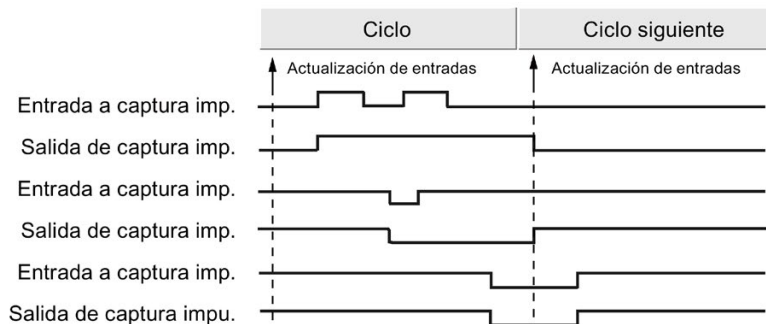 Ciclo
Ciclo siguiente
Actualización de entradas
Actualización de entradas
Entrada a captura imp.
Salida de captura imp.
Entrada a captura imp.
Salida de captura imp.
Entrada a captura imp.
Salida de captura impu.